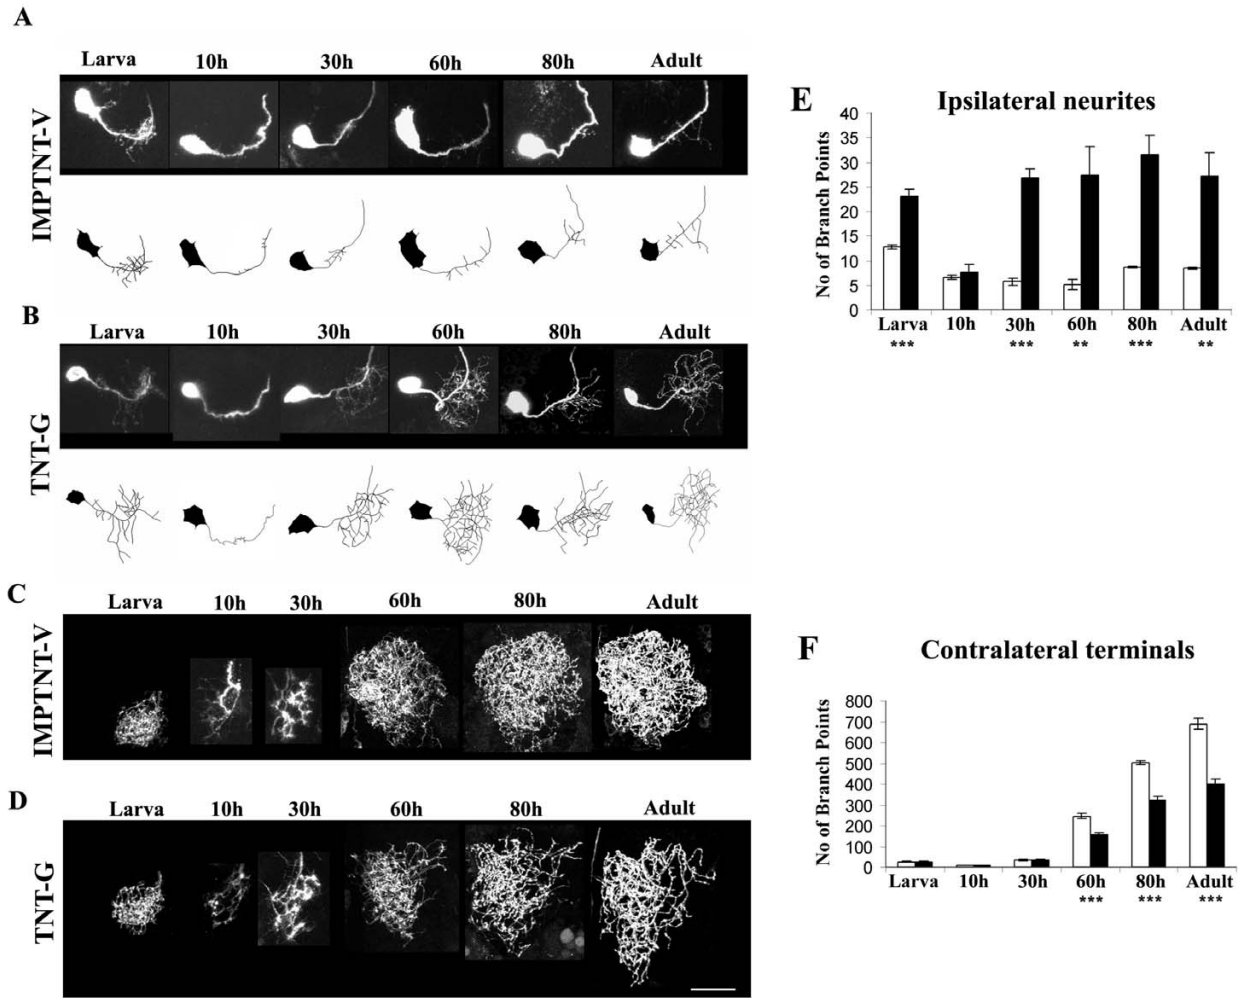 A
Larva 10h 30h 60h 80h Adult
IMPTNT-V
B
Larva 10h 30h 60h 80h Adult
TNT-G
C
Larva 10h 30h 60h 80h Adult
IMPTNT-V
D
Larva 10h 30h 60h 80h Adult
TNT-G
E
Ipsilateral neurites
No of Branch Points
40
35
30
25
20
15
10
5
0
Larva 10h 30h 60h 80h Adult
*** *** ** *** **
F
Contralateral terminals
No of Branch Points
800
700
600
500
400
300
200
100
0
Larva 10h 30h 60h 80h Adult
*** *** ***